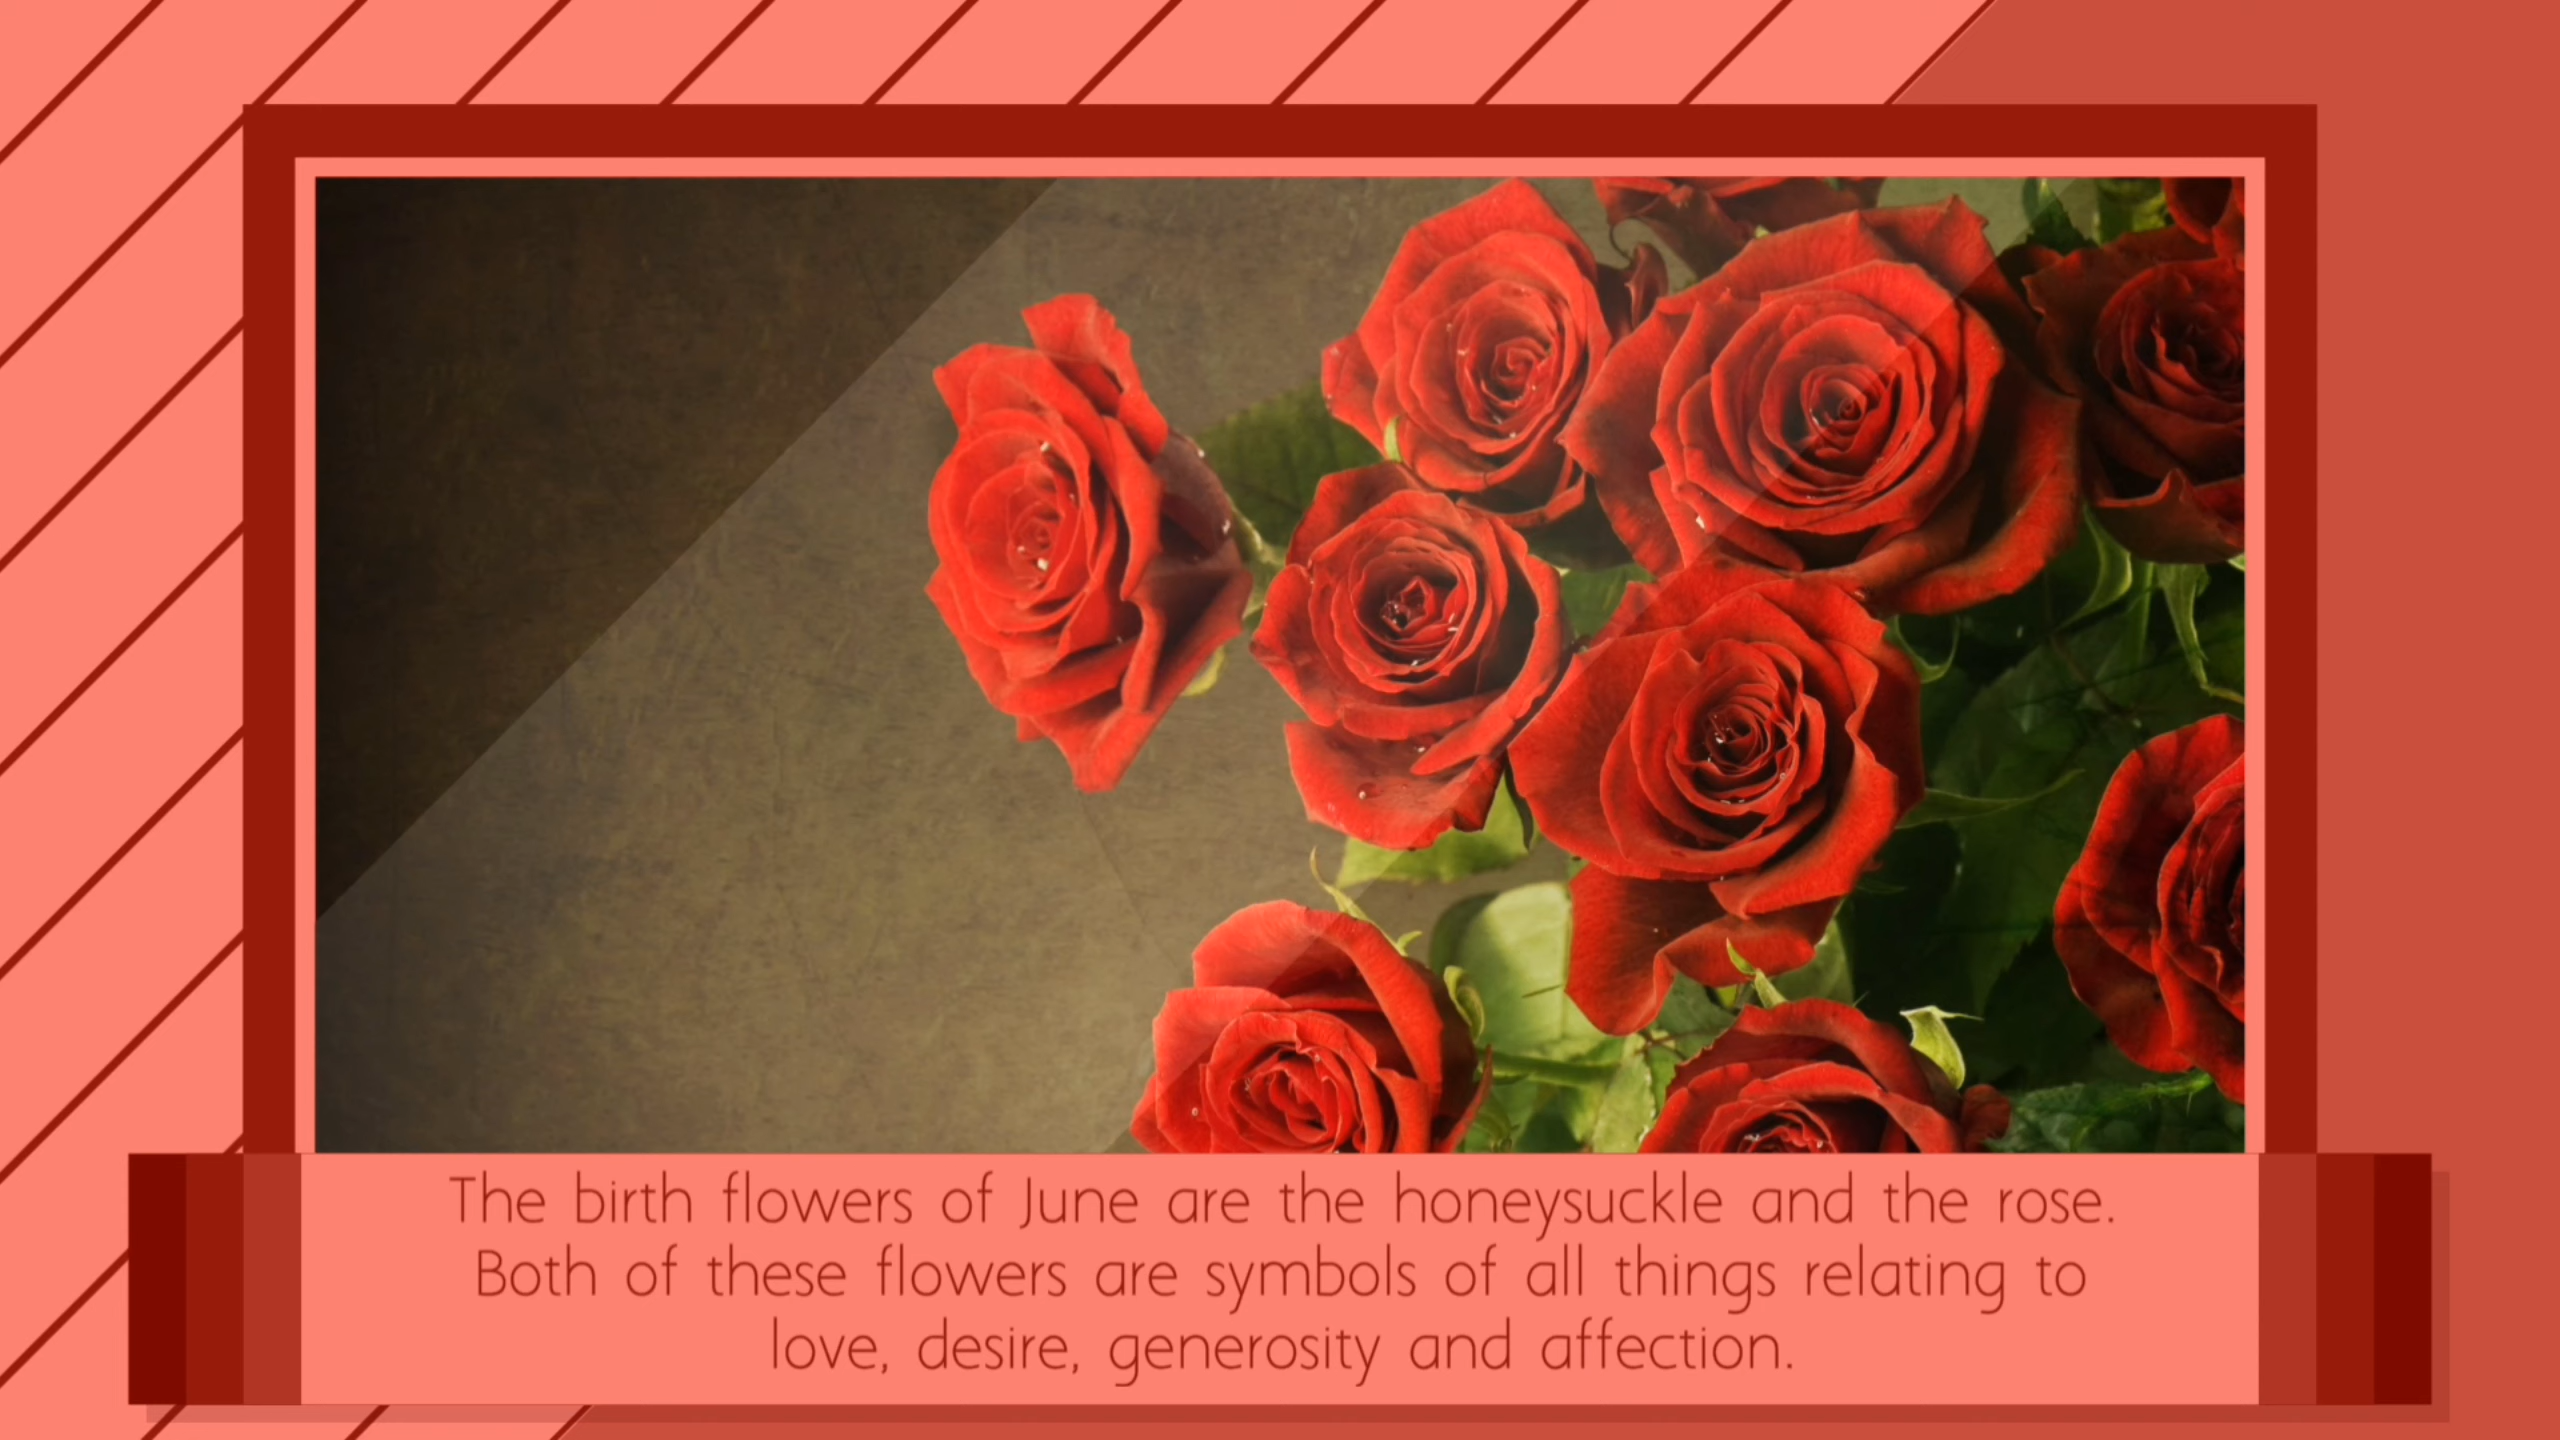 The birth flowers of June are the honeysuckle and the rose.
Both of these flowers are symbols of all things relating to
love, desire, generosity and affection.